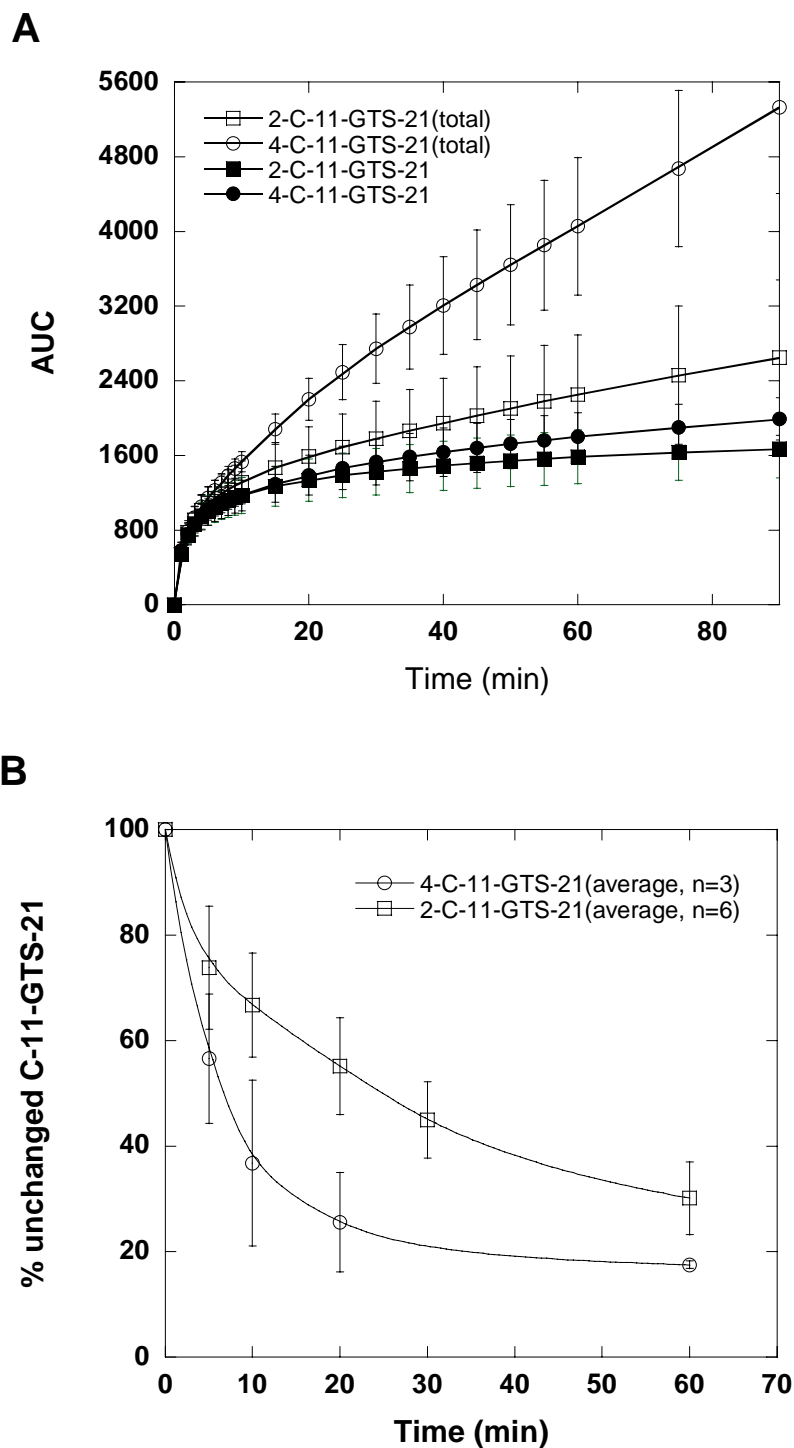 A
5600
4800
4000
3200
2400
1600
800
0
AUC
2-C-11-GTS-21(total)
4-C-11-GTS-21(total)
2-C-11-GTS-21
4-C-11-GTS-21
0 20 40 60 80
Time (min)
B
100
80
60
40
20
0
% unchanged C-11-GTS-21
4-C-11-GTS-21(average, n=3)
2-C-11-GTS-21(average, n=6)
0 10 20 30 40 50 60 70
Time (min)